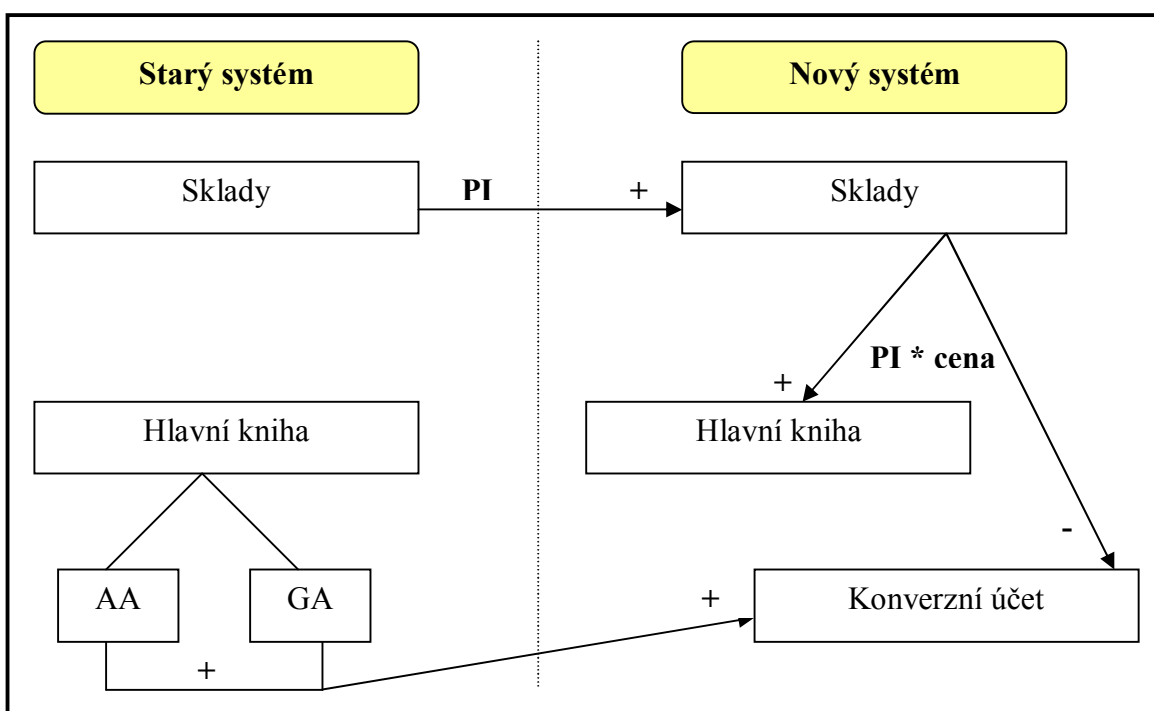 Starý systém
Nový systém
Sklady
PI
+
Sklady
PI * cena
+
Hlavní kniha
Hlavní kniha
-
AA
GA
+
Konverzní účet
+